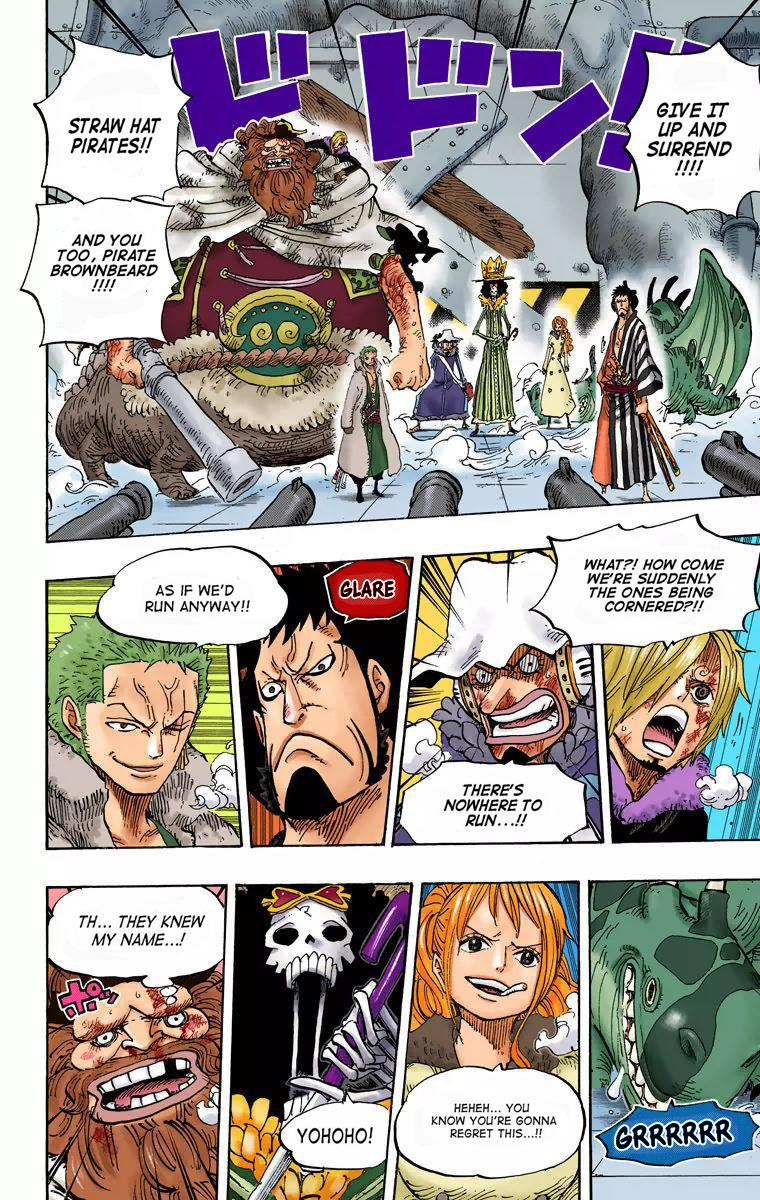 ドドン!!
STRAW HAT
PIRATES!!
AND YOU
TOO, PIRATE
BROWNBEARD
!!!!
GIVE IT
UP AND
SURREND
!!!!
AS IF WE'D
RUN ANYWAY!!
GLARE
THERE'S
NOWHERE TO
RUN...!!
WHAT?! HOW COME
WE'RE SUDDENLY
THE ONES BEING
CORNERED?!!
TH... THEY KNEW
MY NAME...!
ポッ
YOHOHO!
HEHEH... YOU
KNOW YOU'RE GONNA
REGRET THIS...!!
GRRRRRR